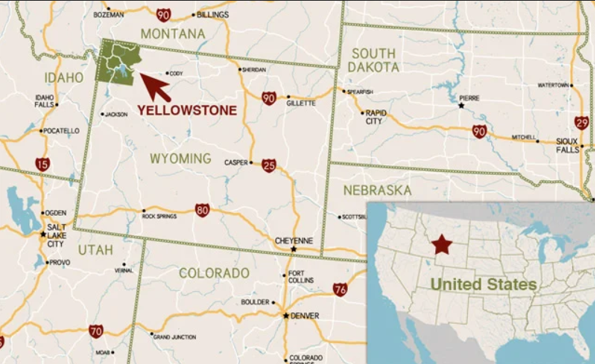 BOZEMAN
90
BILLINGS
MONTANA
SOUTH
DAKOTA
IDAHO
CODY
SHERIDAN
YELLOWSTONE
IDAHO
FALLS
JACKSON
90
GILLETTE
SPEARFISH
RAPID
CITY
PIERRE
WATERTOWN
29
POCATELLO
90
MITCHELL
SIOUX
FALLS
15
WYOMING
CASPER
25
NEBRASKA
OGDEN
SALT
LAKE
CITY
ROCK SPRINGS
80
SCOTTSBL
CHEYENNE
UTAH
PROVO
VERNAL
COLORADO
FORT
COLLINS
76
BOULDER
DENVER
70
GRAND JUNCTION
MOAB
COLORADO
United States